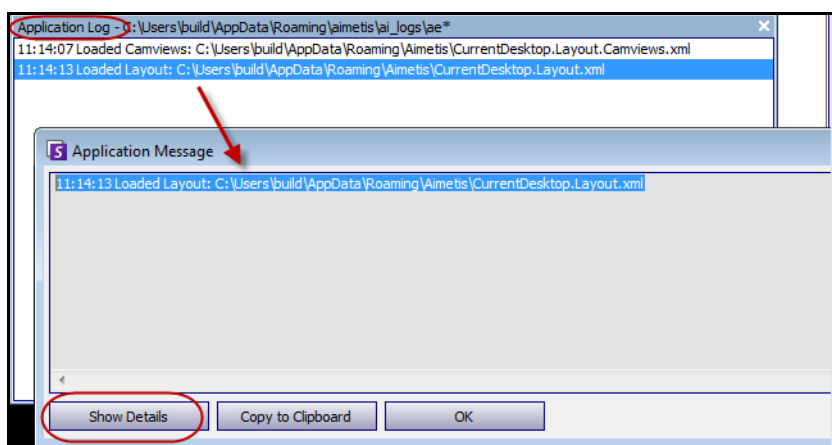 Application Log - C:\Users\build\AppData\Roaming\aimetis\ai_logs\ae*
11:14:07 Loaded Camviews: C:\Users\build\AppData\Roaming\Aimetis\CurrentDesktop.Layout.Camviews.xml
11:14:13 Loaded Layout: C:\Users\build\AppData\Roaming\Aimetis\CurrentDesktop.Layout.xml
Application Message
11:14:13 Loaded Layout: C:\Users\build\AppData\Roaming\Aimetis\CurrentDesktop.Layout.xml
Show Details Copy to Clipboard OK